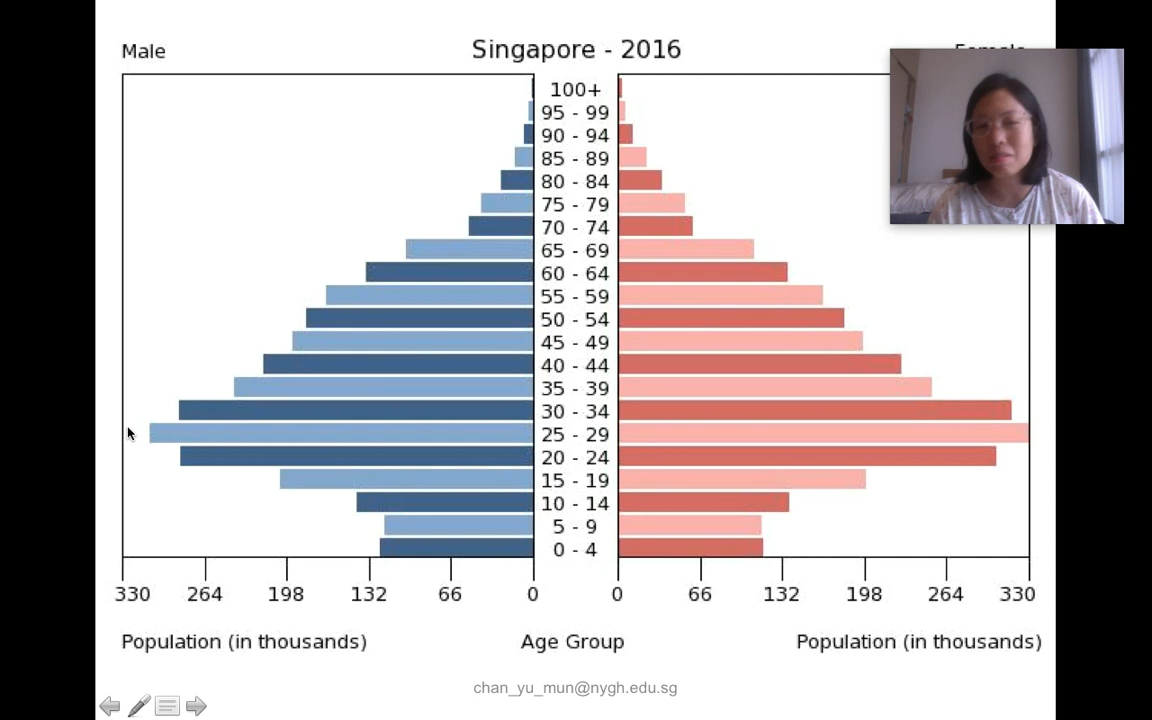 Male
Singapore - 2016
100+
95 - 99
90 - 94
85 - 89
80 - 84
75 - 79
70 - 74
65 - 69
60 - 64
55 - 59
50 - 54
45 - 49
40 - 44
35 - 39
30 - 34
25 - 29
20 - 24
15 - 19
10 - 14
5 - 9
0 - 4
330 264 198 132 66 0 0 66 132 198 264 330
Population (in thousands) Age Group Population (in thousands)
chan_yu_mun@nygh.edu.sg